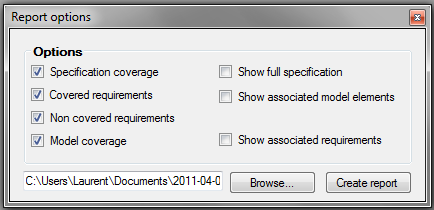 Report options
Options
Specification coverage
Show full specification
Covered requirements
Show associated model elements
Non covered requirements
Model coverage
Show associated requirements
C:\Users\Laurent\Documents\2011-04-0
Browse...
Create report